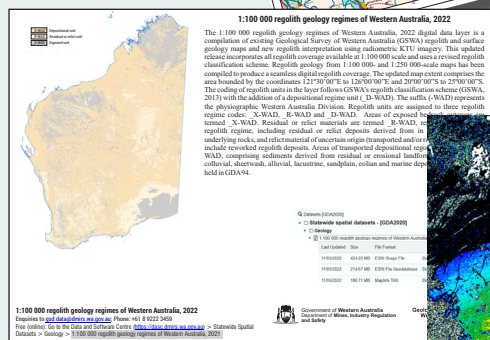 D-WAD Depositional unit
R-WAD Residual or relict unit
X-WAD Exposed unit
1:100 000 regolith geology regimes of Western Australia, 2022
The 1:100 000 regolith geology regimes of Western Australia, 2022 digital data layer is a
compilation of existing Geological Survey of Western Australia (GSWA) regolith and surface
geology maps and new regolith interpretation using radiometric KTU imagery. This updated
release incorporates all regolith coverage available at 1:100 000 scale and uses a revised regolith
classification scheme. Regolith geology from 1:100 000- and 1:250 000-scale maps has been
compiled to produce a seamless digital regolith coverage. The updated map extent comprises the
area bounded by the coordinates 121°30'00"E to 126°00'00"E and 20°00'00"S to 25°00'00"S.
The coding of regolith units in the layer follows GSWA's regolith classification scheme (GSWA,
2013) with the addition of a depositional regime unit (_D-WAD). The suffix (-WAD) represents
the physiographic Western Australia Division. Regolith units are assigned to three regolith
regime codes: _X-WAD, _R-WAD and _D-WAD. Areas of exposed
termed _X-WAD. Residual or relict materials are termed _R-WAD,
regolith regime, including residual or relict deposits derived from in
underlying rocks, and relict material of uncertain origin (transported and/or
include reworked regolith deposits. Areas of transported depositional
WAD, comprising sediments derived from residual or erosional
colluvial, sheetwash, alluvial, lacustrine, sandplain, eolian and marine
held in GDA94.
Datasets [GDA2020]
Statewide spatial datasets - [GDA2020]
Geology
1:100 000 regolith geology regimes of Western Australia
Last Updated Size File Format
11/05/2022 424.29 MB ESRI Shape File
11/05/2022 214.87 MB ESRI File Geodatabase
11/05/2022 189.71 MB MapInfo TAB
1:100 000 regolith geology regimes of Western Australia, 2022
Enquiries to gsd.data@dmirs.wa.gov.au; Phone: +61 8 9222 3459
Free (online): Go to the Data and Software Centre (https://dasc.dmirs.wa.gov.au) > Statewide Spatial
Datasets > Geology > 1:100 000 regolith geology regimes of Western Australia, 2021
Government of Western Australia
Department of Mines, Industry Regulation
and Safety